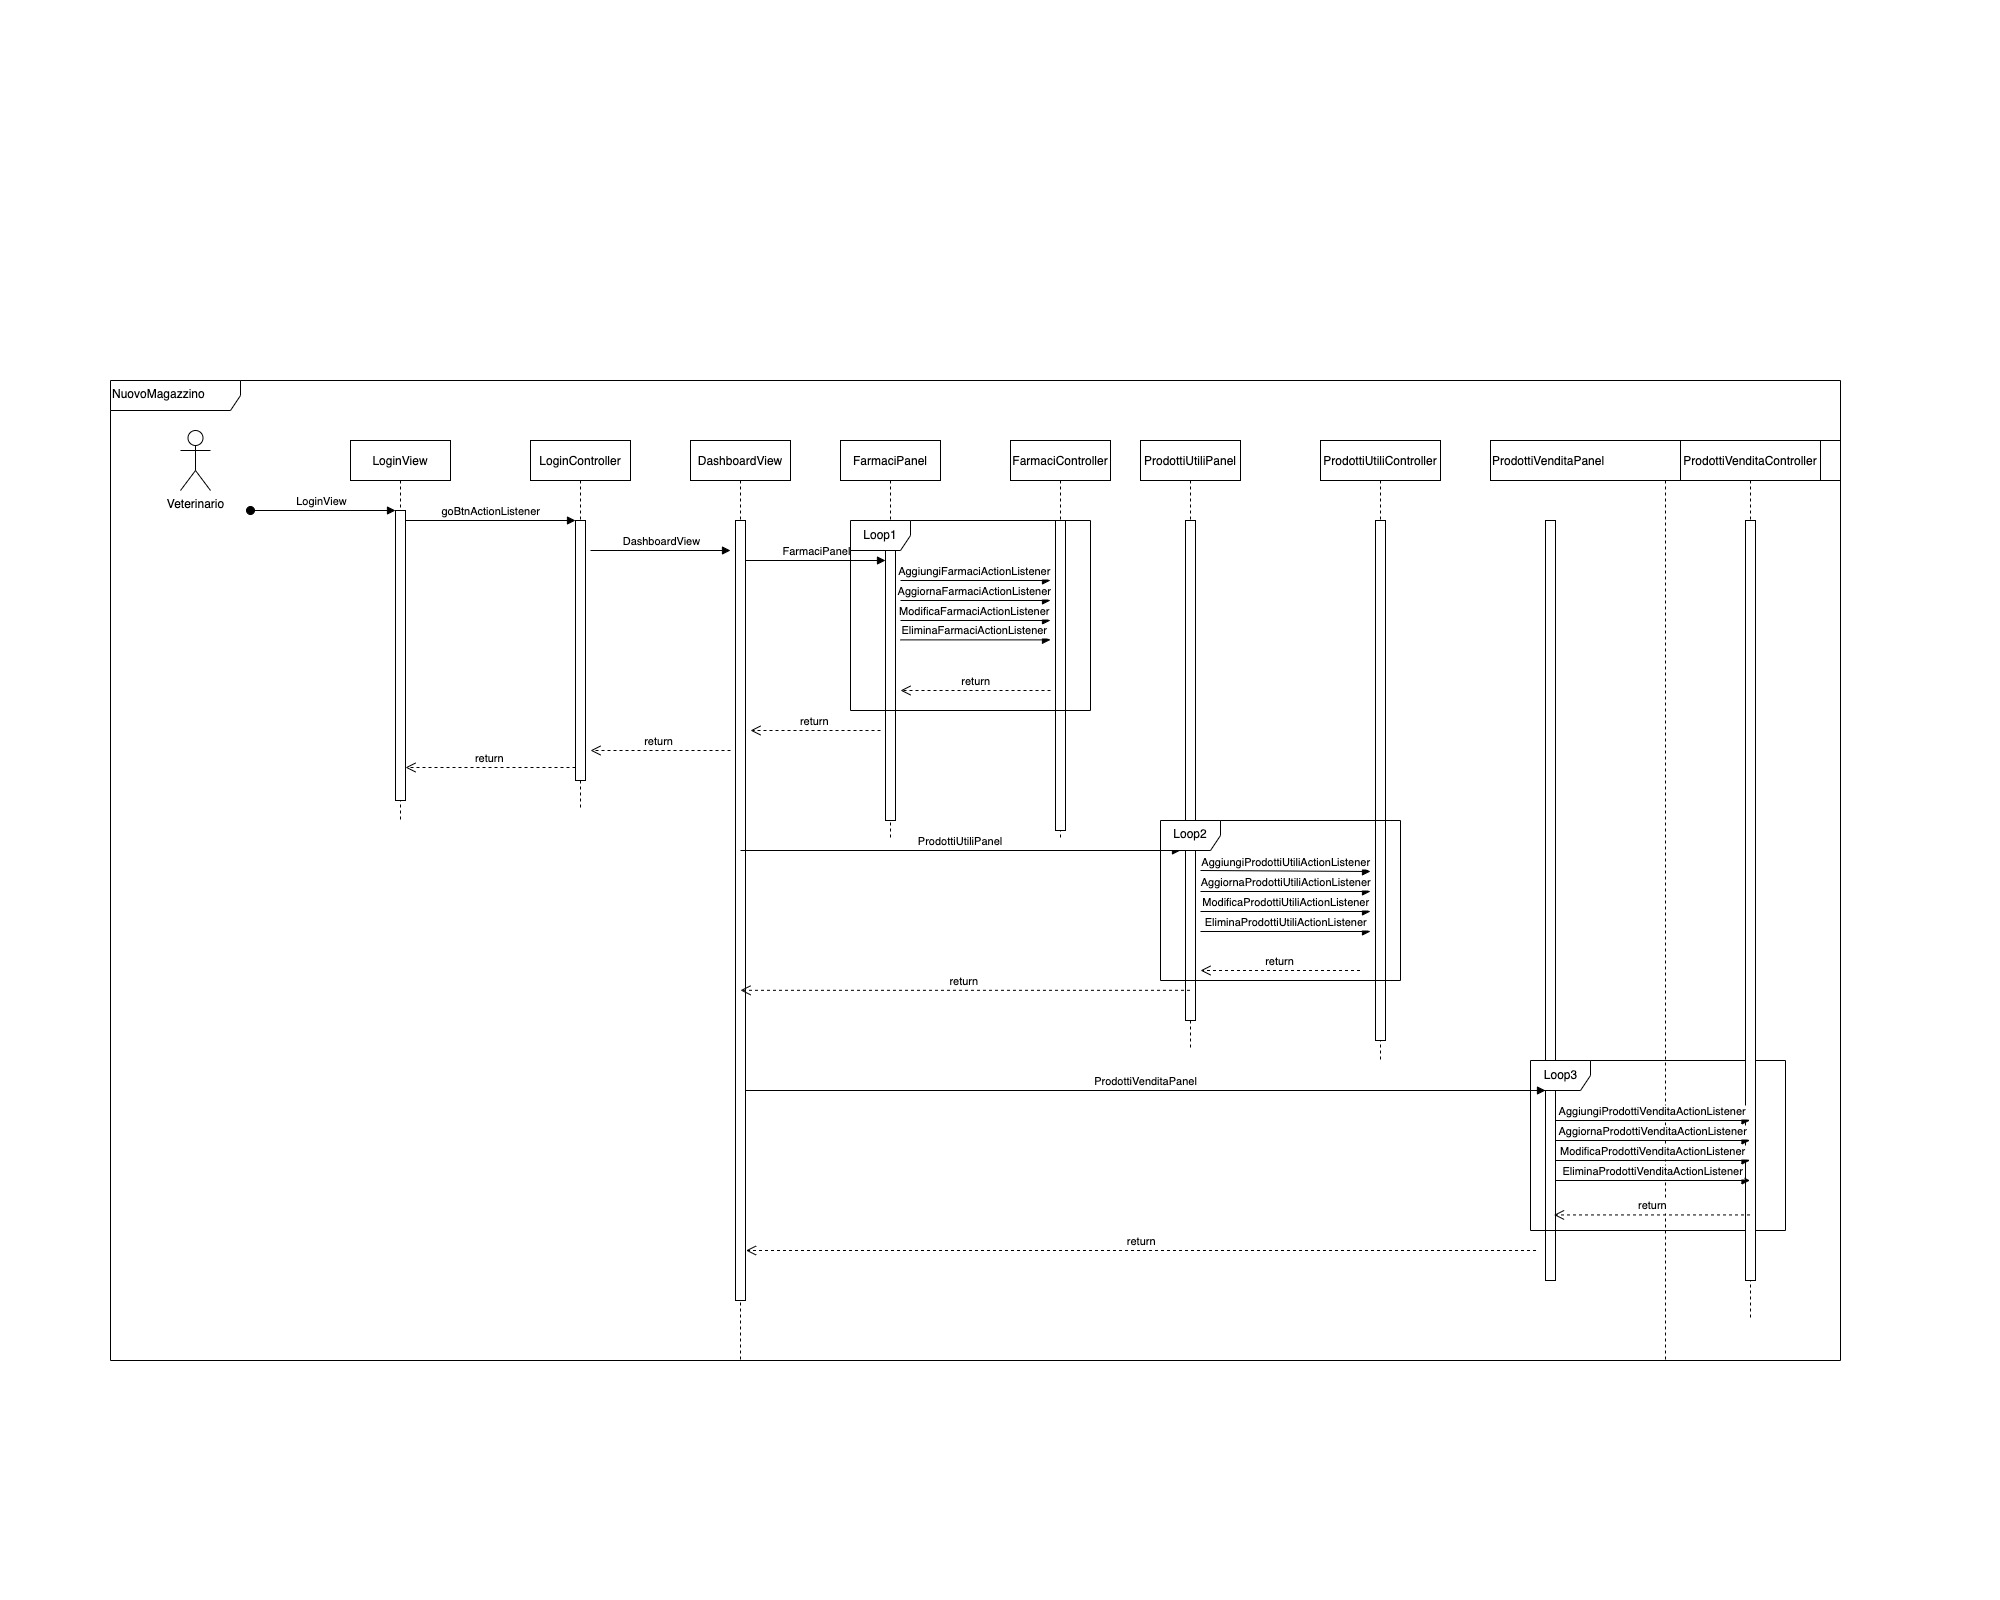 NuovoMagazzino
Veterinario
LoginView
LoginController
DashboardView
FarmaciPanel
FarmaciController
ProdottiUtiliPanel
ProdottiUtiliController
ProdottiVenditaPanel
ProdottiVenditaController
LoginView
goBtnActionListener
DashboardView
FarmaciPanel
Loop1
AggiungiFarmaciActionListener
AggiornaFarmaciActionListener
ModificaFarmaciActionListener
EliminaFarmaciActionListener
return
return
return
return
ProdottiUtiliPanel
Loop2
AggiungiProdottiUtiliActionListener
AggiornaProdottiUtiliActionListener
ModificaProdottiUtiliActionListener
EliminaProdottiUtiliActionListener
return
return
ProdottiVenditaPanel
Loop3
AggiungiProdottiVenditaActionListener
AggiornaProdottiVenditaActionListener
ModificaProdottiVenditaActionListener
EliminaProdottiVenditaActionListener
return
return